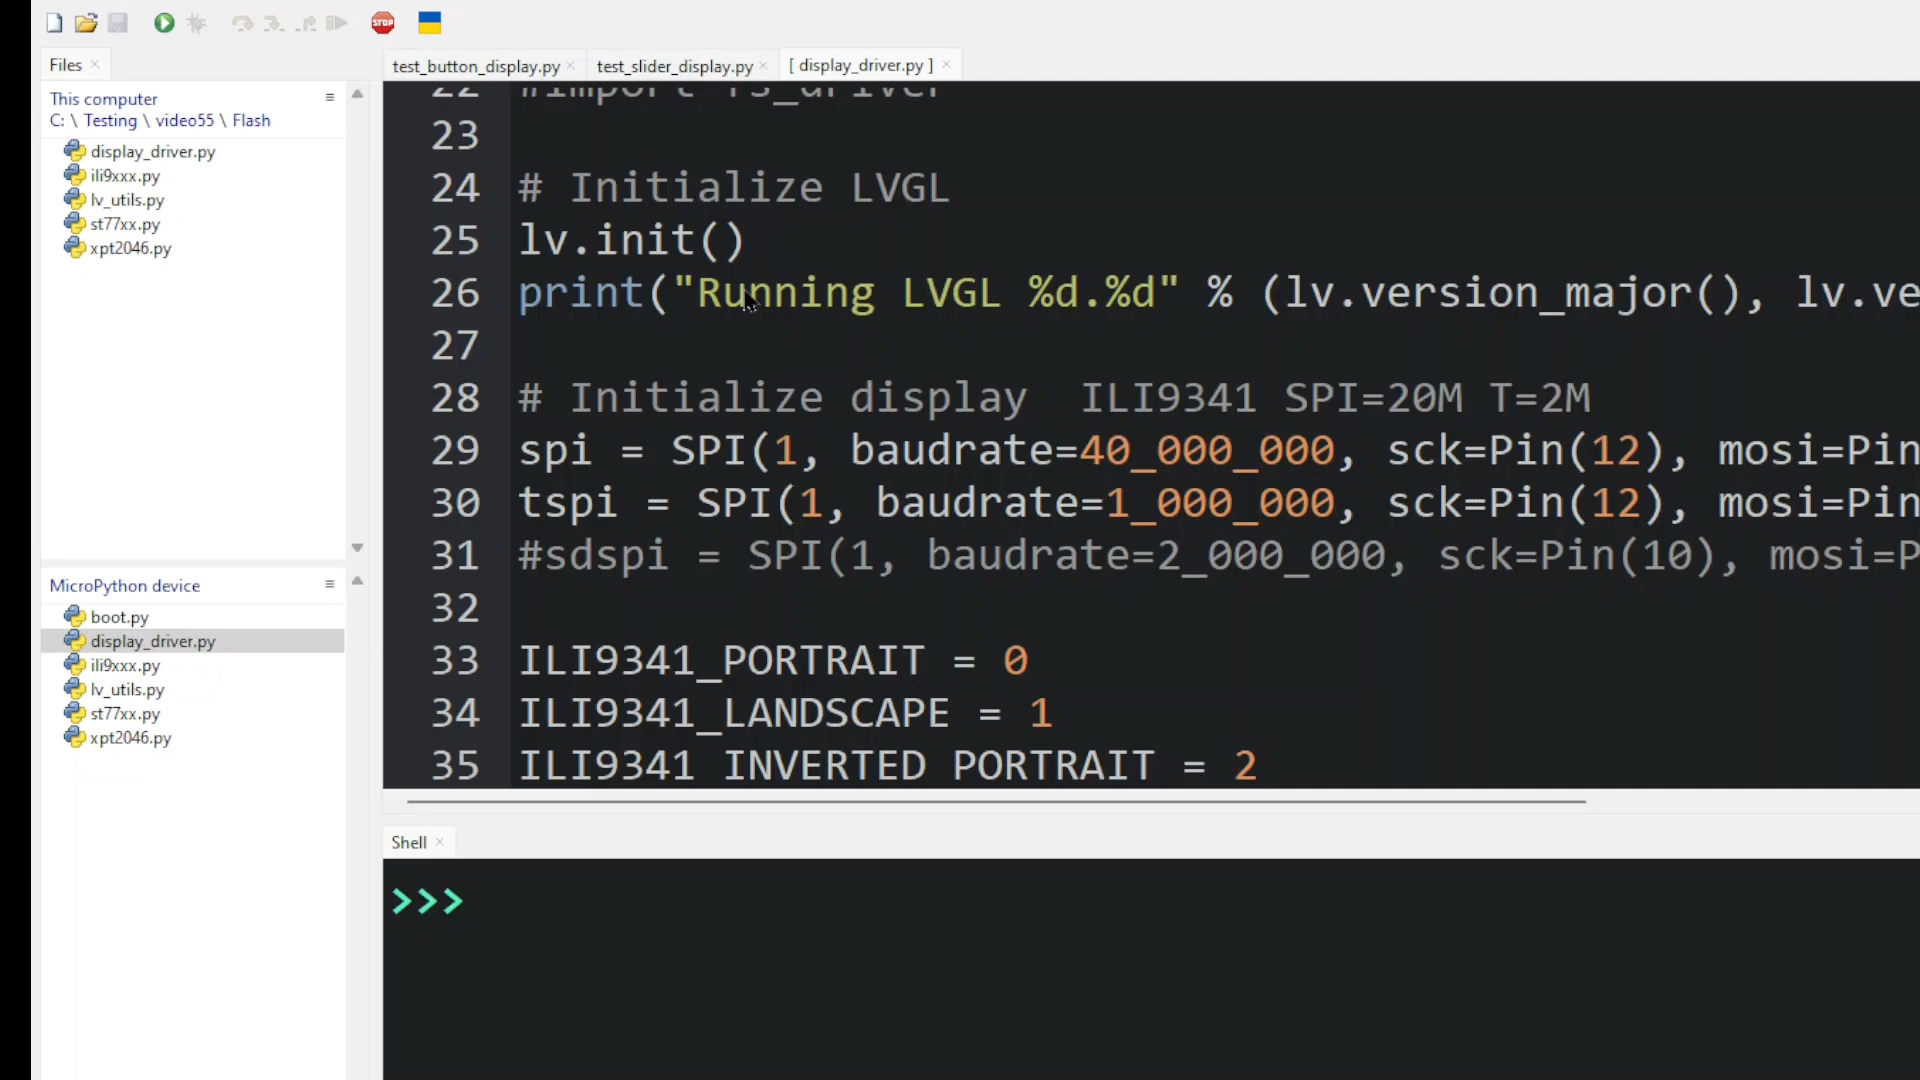 STOP
Files
This computer
C: \ Testing \ video55 \ Flash
display_driver.py
ili9xxx.py
lv_utils.py
st77xx.py
xpt2046.py
MicroPython device
boot.py
display_driver.py
ili9xxx.py
lv_utils.py
st77xx.py
xpt2046.py
test_button_display.py
test_slider_display.py
[ display_driver.py ]
22 #import fs_driver
23
24 # Initialize LVGL
25 lv.init()
26 print("Running LVGL %d.%d" % (lv.version_major(), lv.ve
27
28 # Initialize display  ILI9341 SPI=20M T=2M
29 spi = SPI(1, baudrate=40_000_000, sck=Pin(12), mosi=Pin
30 tspi = SPI(1, baudrate=1_000_000, sck=Pin(12), mosi=Pin
31 #sdspi = SPI(1, baudrate=2_000_000, sck=Pin(10), mosi=P
32
33 ILI9341_PORTRAIT = 0
34 ILI9341_LANDSCAPE = 1
35 ILI9341_INVERTED_PORTRAIT = 2
Shell
>>>